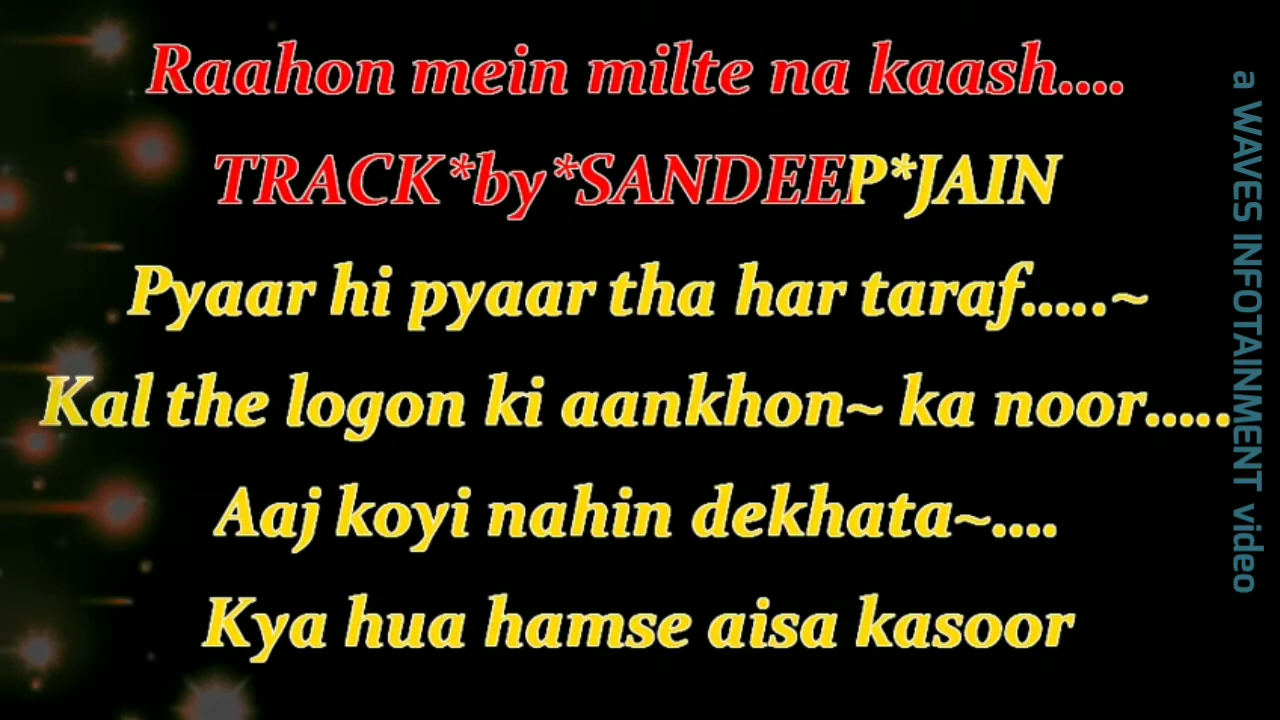 Raahon mein milte na kaash....
TRACK*by*SANDEEP*JAIN
Pyaar hi pyaar tha har taraf.....~
Kal the logon ki aankhon~ ka noor.....
Aaj koyi nahin dekhata~....
Kya hua hamse aisa kasoor
a WAVES INFOTAINMENT video